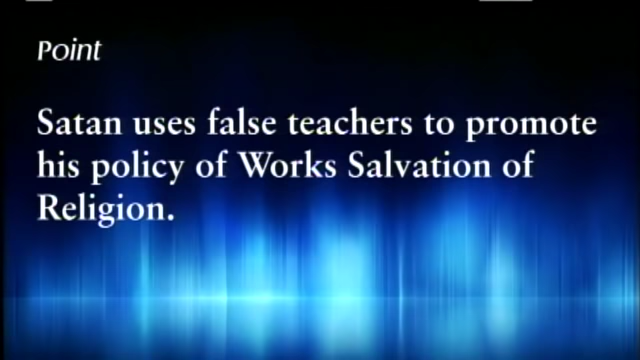 Point
Satan uses false teachers to promote
his policy of Works Salvation of
Religion.